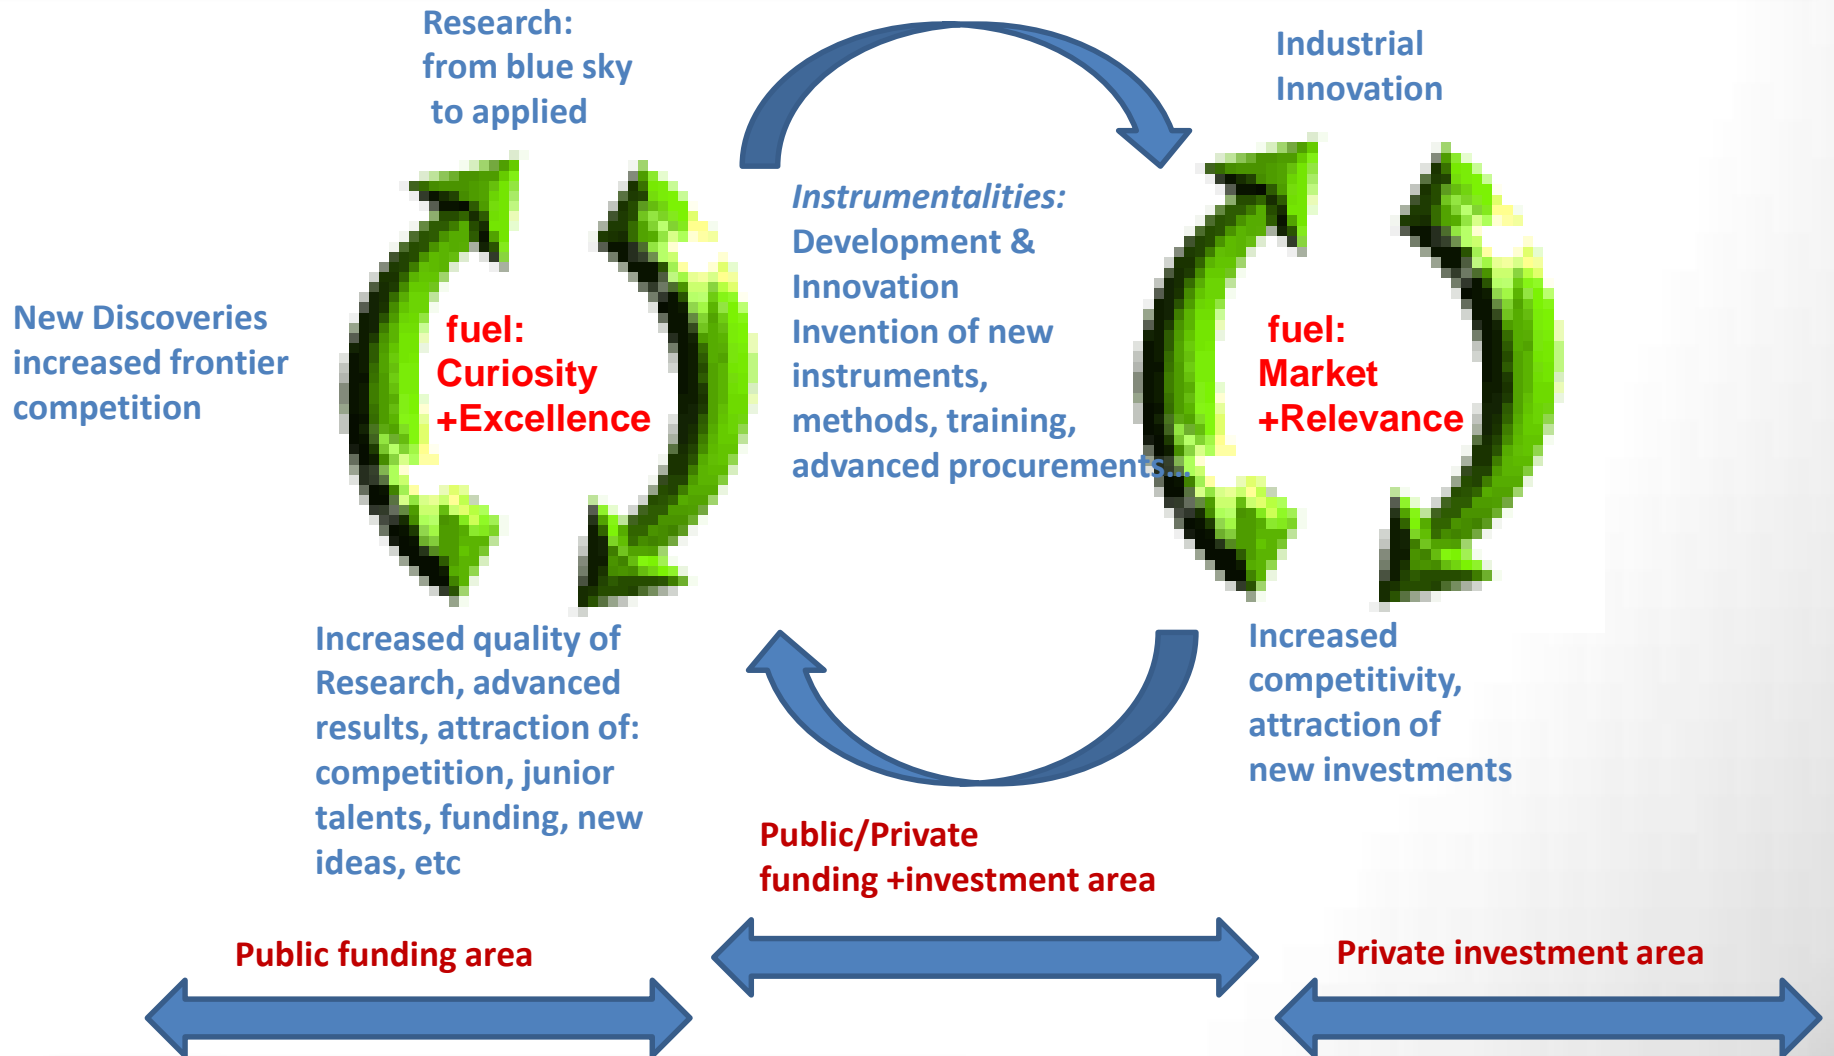 Research:
from blue sky
to applied
Industrial
Innovation
New Discoveries
increased frontier
competition
fuel:
Curiosity
+Excellence
Instrumentalities:
Development &
Innovation
Invention of new
instruments,
methods, training,
advanced procurements...
fuel:
Market
+Relevance
Increased quality of
Research, advanced
results, attraction of:
competition, junior
talents, funding, new
ideas, etc
Increased
competitivity,
attraction of
new investments
Public/Private
funding +investment area
Public funding area
Private investment area